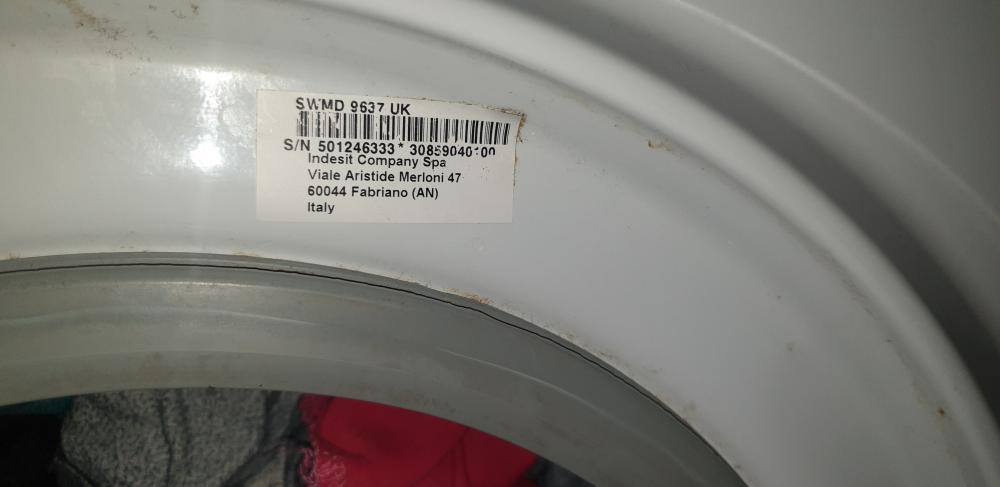 SWMD 9637 UK
S/N 501246333 * 30859040100
Indesit Company Spa
Viale Aristide Merloni 47
60044 Fabriano (AN)
Italy